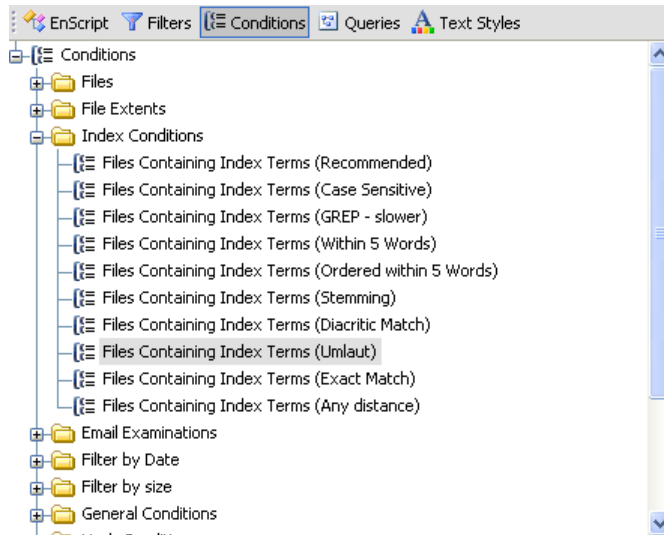 EnScript Filters Conditions Queries A Text Styles
Conditions
Files
File Extents
Index Conditions
Files Containing Index Terms (Recommended)
Files Containing Index Terms (Case Sensitive)
Files Containing Index Terms (GREP - slower)
Files Containing Index Terms (Within 5 Words)
Files Containing Index Terms (Ordered within 5 Words)
Files Containing Index Terms (Stemming)
Files Containing Index Terms (Diacritic Match)
Files Containing Index Terms (Umlaut)
Files Containing Index Terms (Exact Match)
Files Containing Index Terms (Any distance)
Email Examinations
Filter by Date
Filter by size
General Conditions